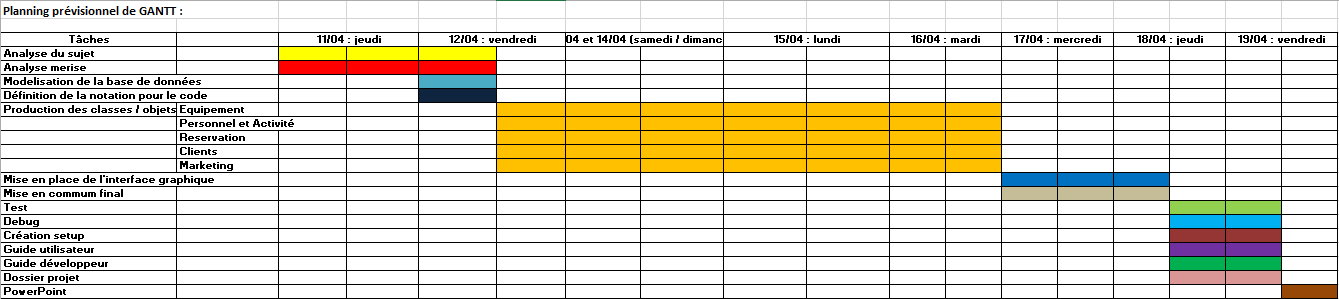 Planning prévisionnel de GANTT :
Tâches 11/04 : jeudi 12/04 : vendredi 04 et 14/04 (samedi / dimanc 15/04 : lundi 16/04 : mardi 17/04 : mercredi 18/04 : jeudi 19/04 : vendredi
Analyse du sujet
Analyse merise
Modelisation de la base de données
Définition de la notation pour le code
Production des classes / objets Equipement
Personnel et Activité
Reservation
Clients
Marketing
Mise en place de l'interface graphique
Mise en commum final
Test
Debug
Création setup
Guide utilisateur
Guide développeur
Dossier projet
PowerPoint